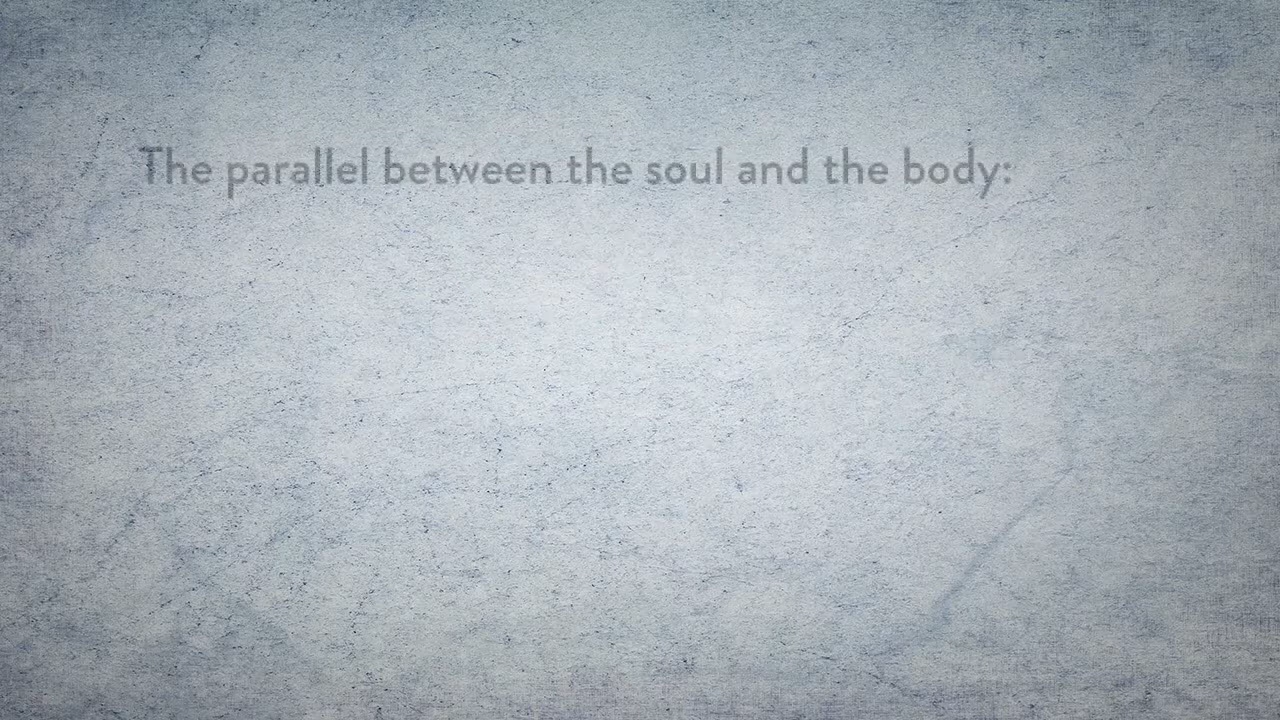 The parallel between the soul and the body: